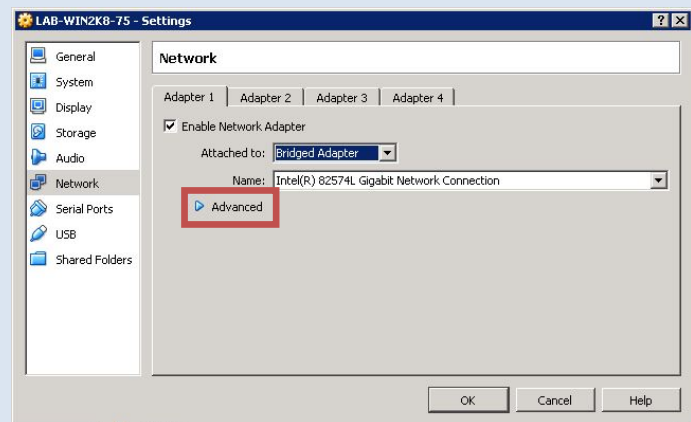 LAB-WIN2K8-75 - Settings
General
System
Display
Storage
Audio
Network
Serial Ports
USB
Shared Folders
Network
Adapter 1 Adapter 2 Adapter 3 Adapter 4
Enable Network Adapter
Attached to: Bridged Adapter
Name: Intel(R) 82574L Gigabit Network Connection
Advanced
OK Cancel Help